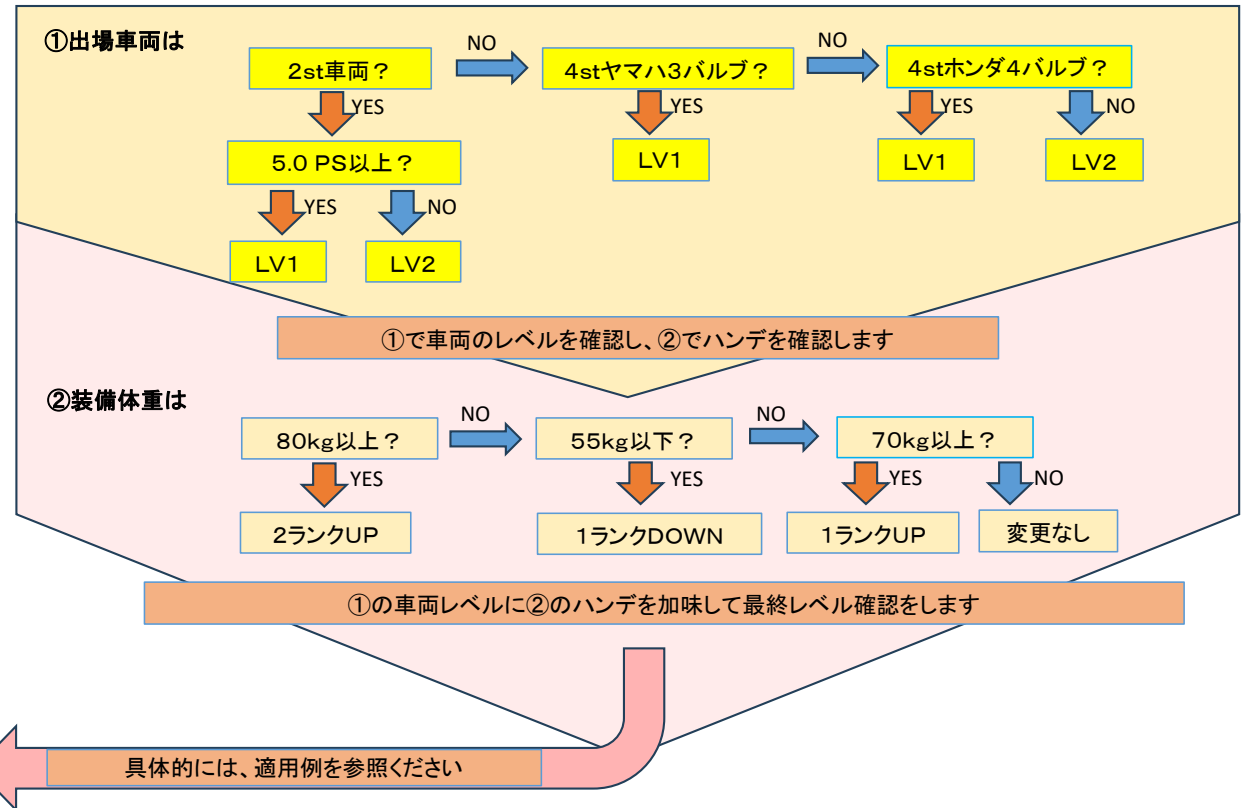 ①出場車両は
2st車両？
NO
4stヤマハ3バルブ？
NO
4stホンダ4バルブ？
YES
YES
YES
NO
5.0 PS以上？
LV1
LV1
LV2
YES
NO
LV1
LV2
①で車両のレベルを確認し、②でハンデを確認します
②装備体重は
80kg以上？
NO
55kg以下？
NO
70kg以上？
YES
YES
YES
NO
2ランクUP
1ランクDOWN
1ランクUP
変更なし
①の車両レベルに②のハンデを加味して最終レベル確認をします
具体的には、適用例を参照ください